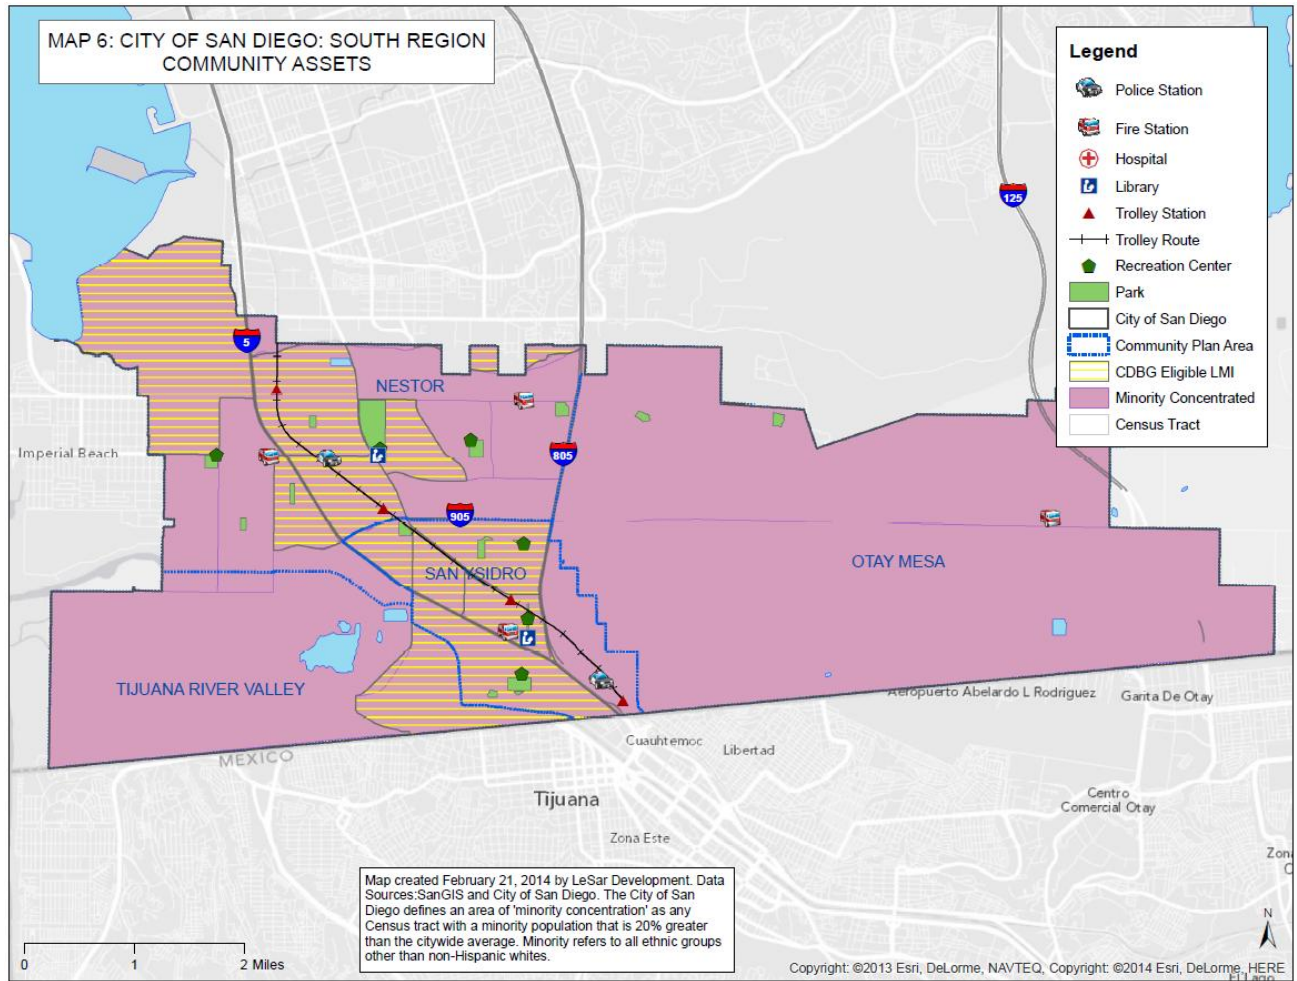 MAP 6: CITY OF SAN DIEGO: SOUTH REGION
COMMUNITY ASSETS
Legend
Police Station
Fire Station
Hospital
Library
Trolley Station
Trolley Route
Recreation Center
Park
City of San Diego
Community Plan Area
CDBG Eligible LMI
Minority Concentrated
Census Tract
125
5
NESTOR
Imperial Beach
805
905
SAN YSIDRO
OTAY MESA
TIJUANA RIVER VALLEY
Aeropuerto Abelardo L Rodriguez
Garita De Otay
MEXICO
Cuauhtemoc
Libertad
Tijuana
Centro
Comercial Otay
Zona Este
Map created February 21, 2014 by LeSar Development. Data
Sources:SanGIS and City of San Diego. The City of San
Diego defines an area of 'minority concentration' as any
Census tract with a minority population that is 20% greater
than the citywide average. Minority refers to all ethnic groups
other than non-Hispanic whites.
N
0 1 2 Miles
Copyright: ©2013 Esri, DeLorme, NAVTEQ, Copyright: ©2014 Esri, DeLorme, HERE